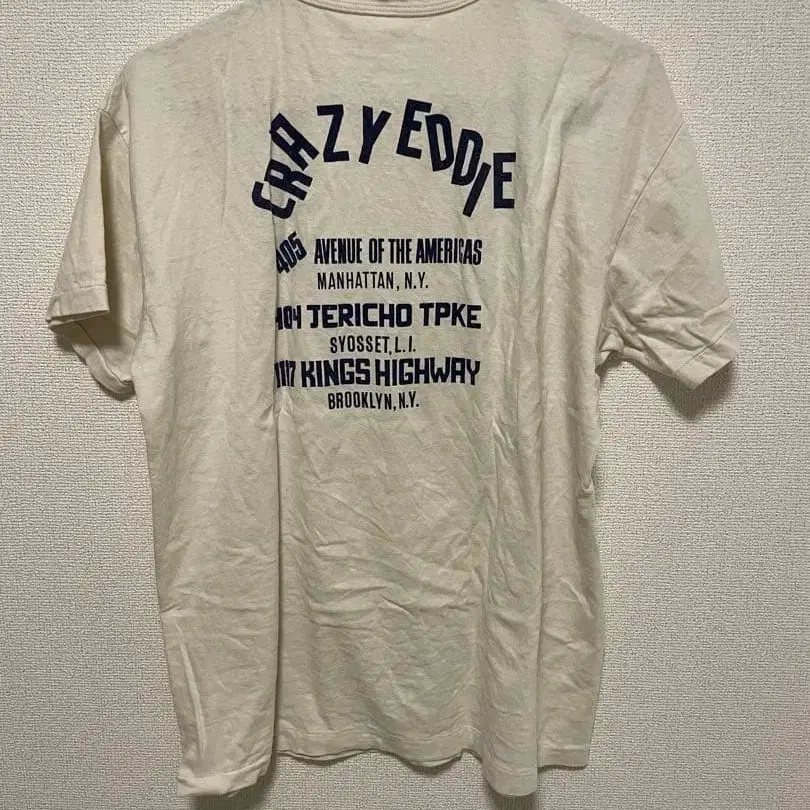 CRAZY EDDIE
405 AVENUE OF THE AMERICAS
MANHATTAN, N.Y.
404 JERICHO TPKE
SYOSSET, L.I.
KINGS HIGHWAY
BROOKLYN, N.Y.